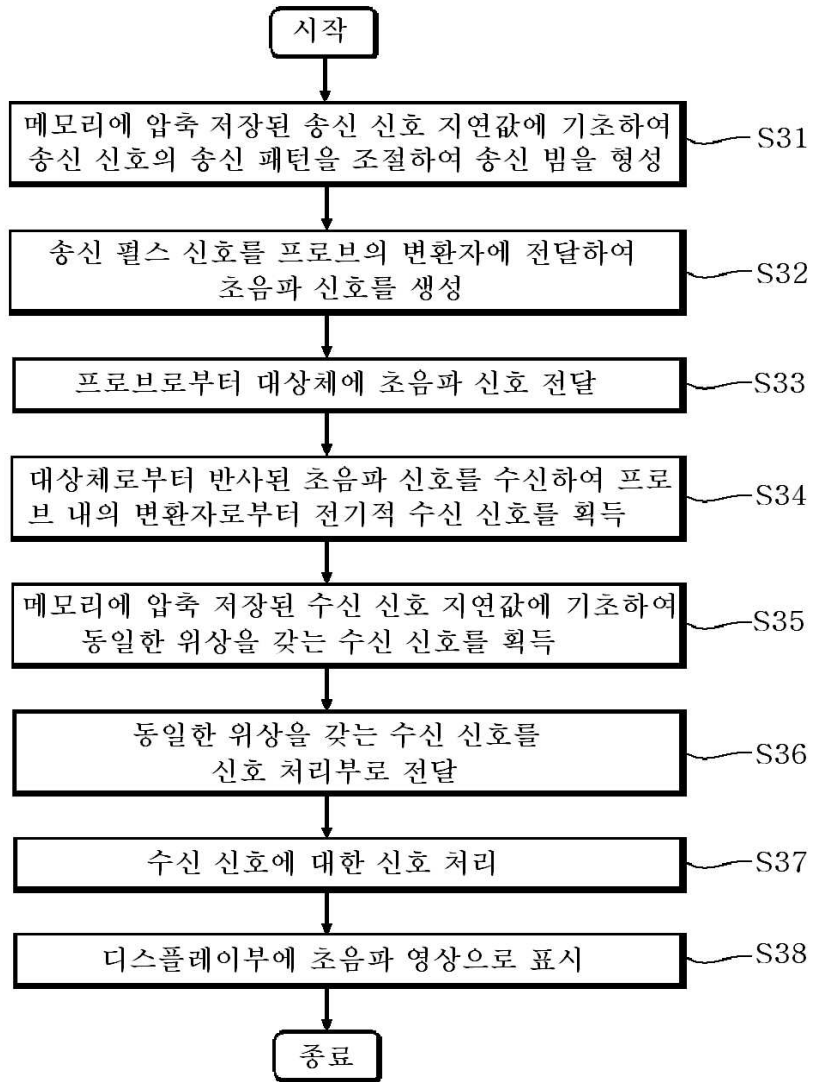 시작
메모리에 압축 저장된 송신 신호 지연값에 기초하여
송신 신호의 송신 패턴을 조절하여 송신 빔을 형성
S31
송신 펄스 신호를 프로브의 변환자에 전달하여
초음파 신호를 생성
S32
프로브로부터 대상체에 초음파 신호 전달
S33
대상체로부터 반사된 초음파 신호를 수신하여 프로
브 내의 변환자로부터 전기적 수신 신호를 획득
S34
메모리에 압축 저장된 수신 신호 지연값에 기초하여
동일한 위상을 갖는 수신 신호를 획득
S35
동일한 위상을 갖는 수신 신호를
신호 처리부로 전달
S36
수신 신호에 대한 신호 처리
S37
디스플레이부에 초음파 영상으로 표시
S38
종료